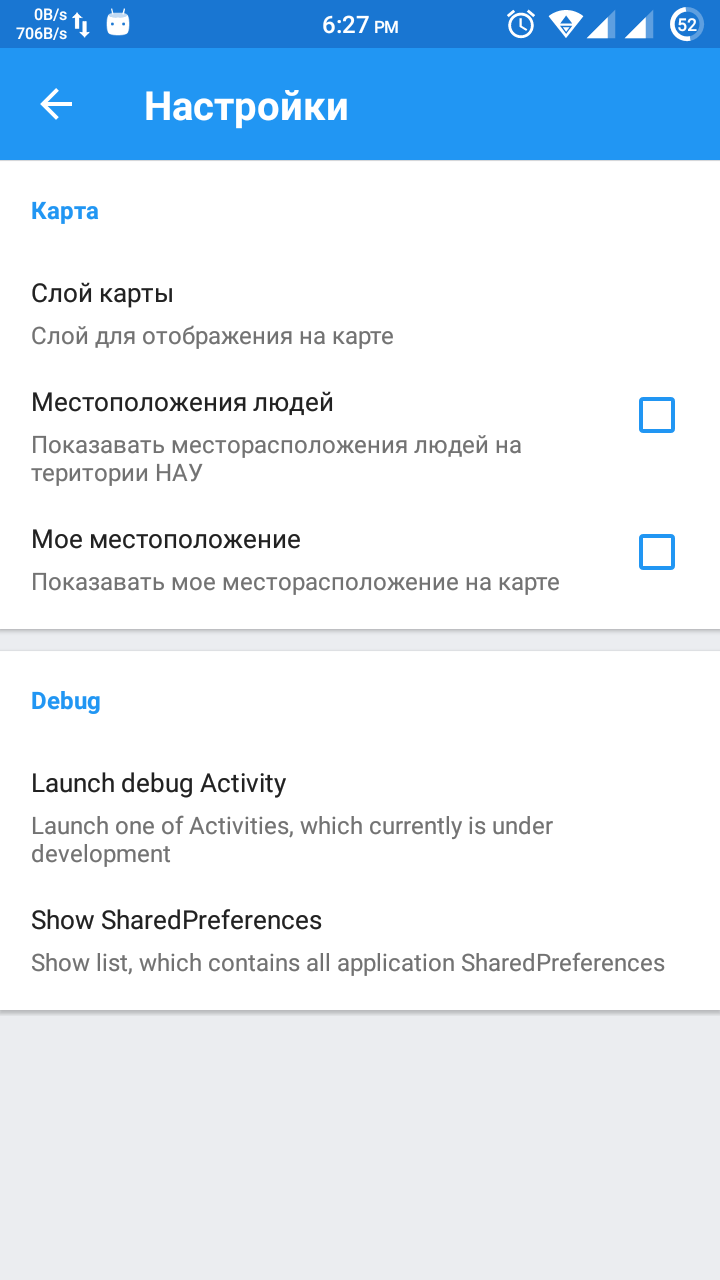 0B/s
706B/s
6:27 PM
52
Настройки
Карта
Слой карты
Слой для отображения на карте
Местоположения людей
Показавать месторасположения людей на
територии НАУ
Мое местоположение
Показавать мое месторасположение на карте
Debug
Launch debug Activity
Launch one of Activities, which currently is under
development
Show SharedPreferences
Show list, which contains all application SharedPreferences